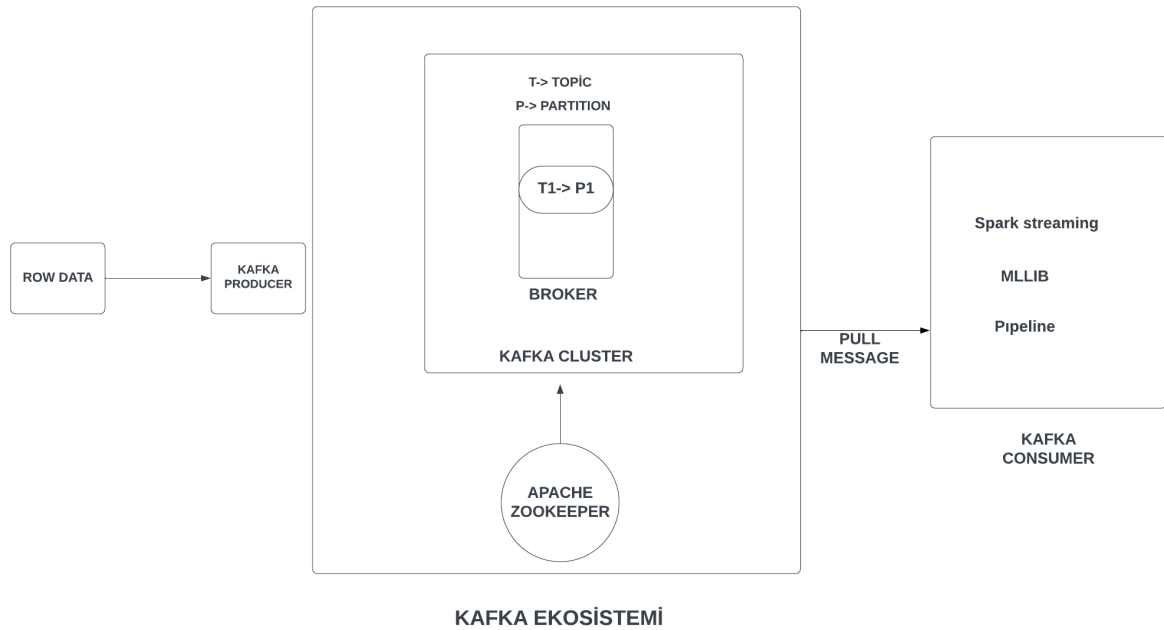 T-> TOPİC
P-> PARTITION
T1-> P1
BROKER
KAFKA CLUSTER
ROW DATA
KAFKA
PRODUCER
APACHE
ZOOKEEPER
PULL
MESSAGE
Spark streaming
MLLIB
Pıpeline
KAFKA
CONSUMER
KAFKA EKOSİSTEMİ